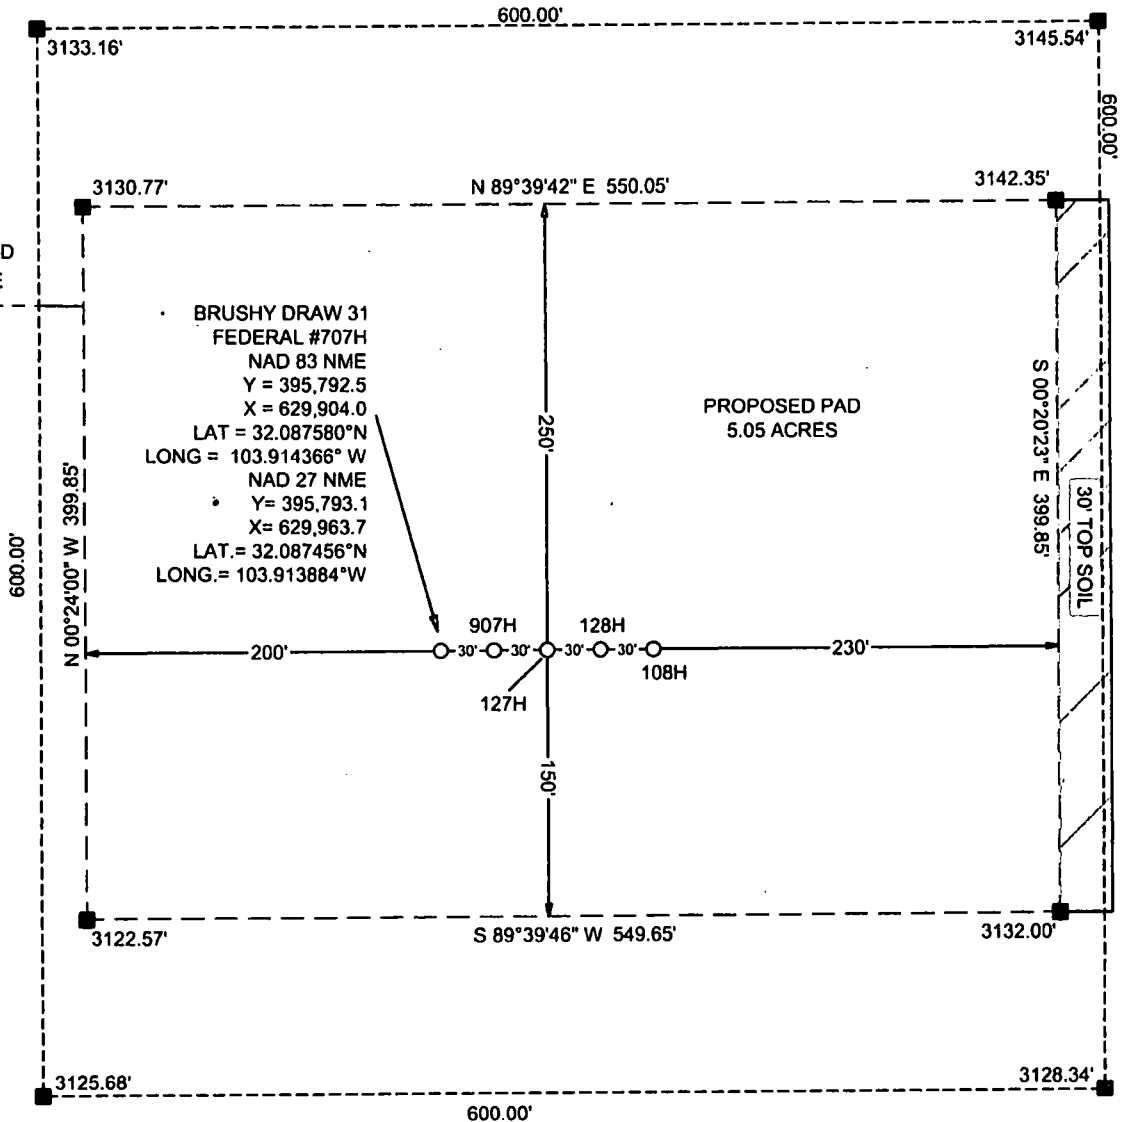 600.00'
3133.16'
3145.54'
600.00'
3130.77'
N 89°39'42" E 550.05'
3142.35'
D
BRUSHY DRAW 31
FEDERAL #707H
NAD 83 NME
Y = 395,792.5
X = 629,904.0
LAT = 32.087580°N
LONG = 103.914366° W
NAD 27 NME
Y= 395,793.1
X= 629,963.7
LAT.= 32.087456°N
LONG.= 103.913884°W
250'
PROPOSED PAD
5.05 ACRES
S 00°20'23" E 399.85'
30' TOP SOIL
600.00'
N 00°24'00" W 399.85'
907H
128H
200'
30'
30'
30'
30'
230'
108H
127H
150'
3122.57'
S 89°39'46" W 549.65'
3132.00'
3125.68'
3128.34'
600.00'